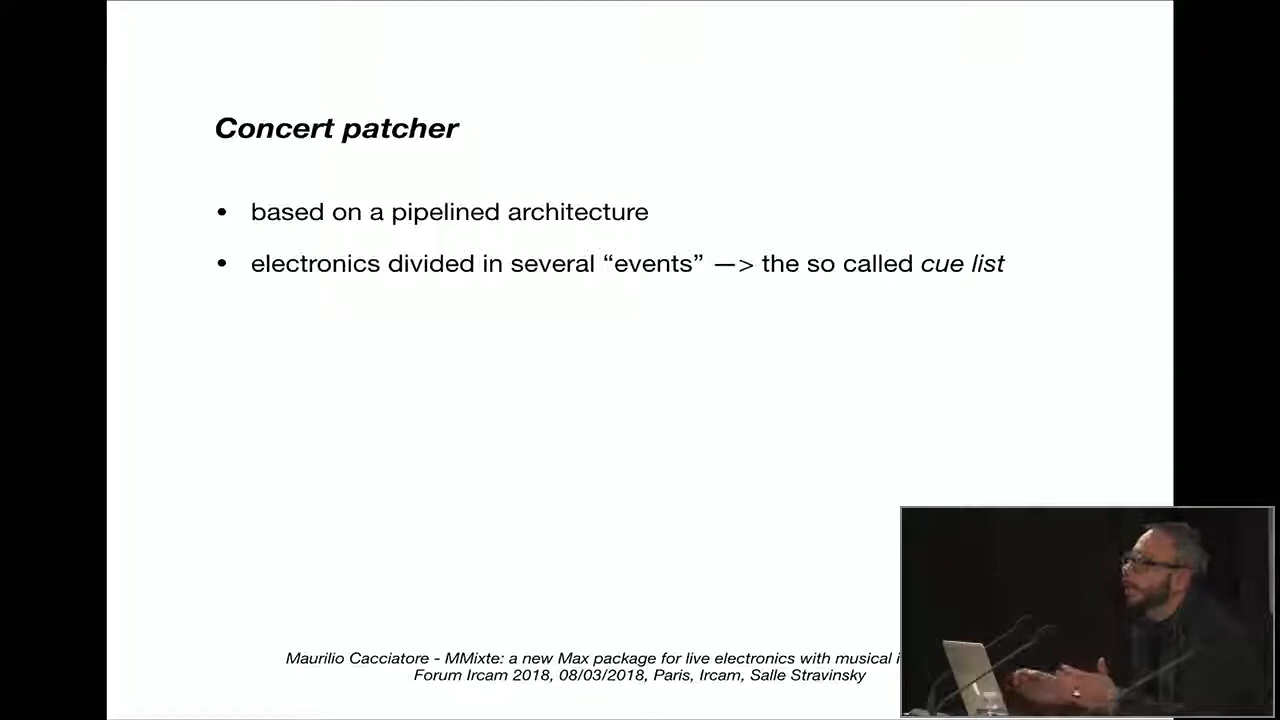 Concert patcher
• based on a pipelined architecture
• electronics divided in several “events” —> the so called cue list
Maurilio Cacciatore - MMixte: a new Max package for live electronics with musical
Forum Ircam 2018, 08/03/2018, Paris, Ircam, Salle Stravinsky